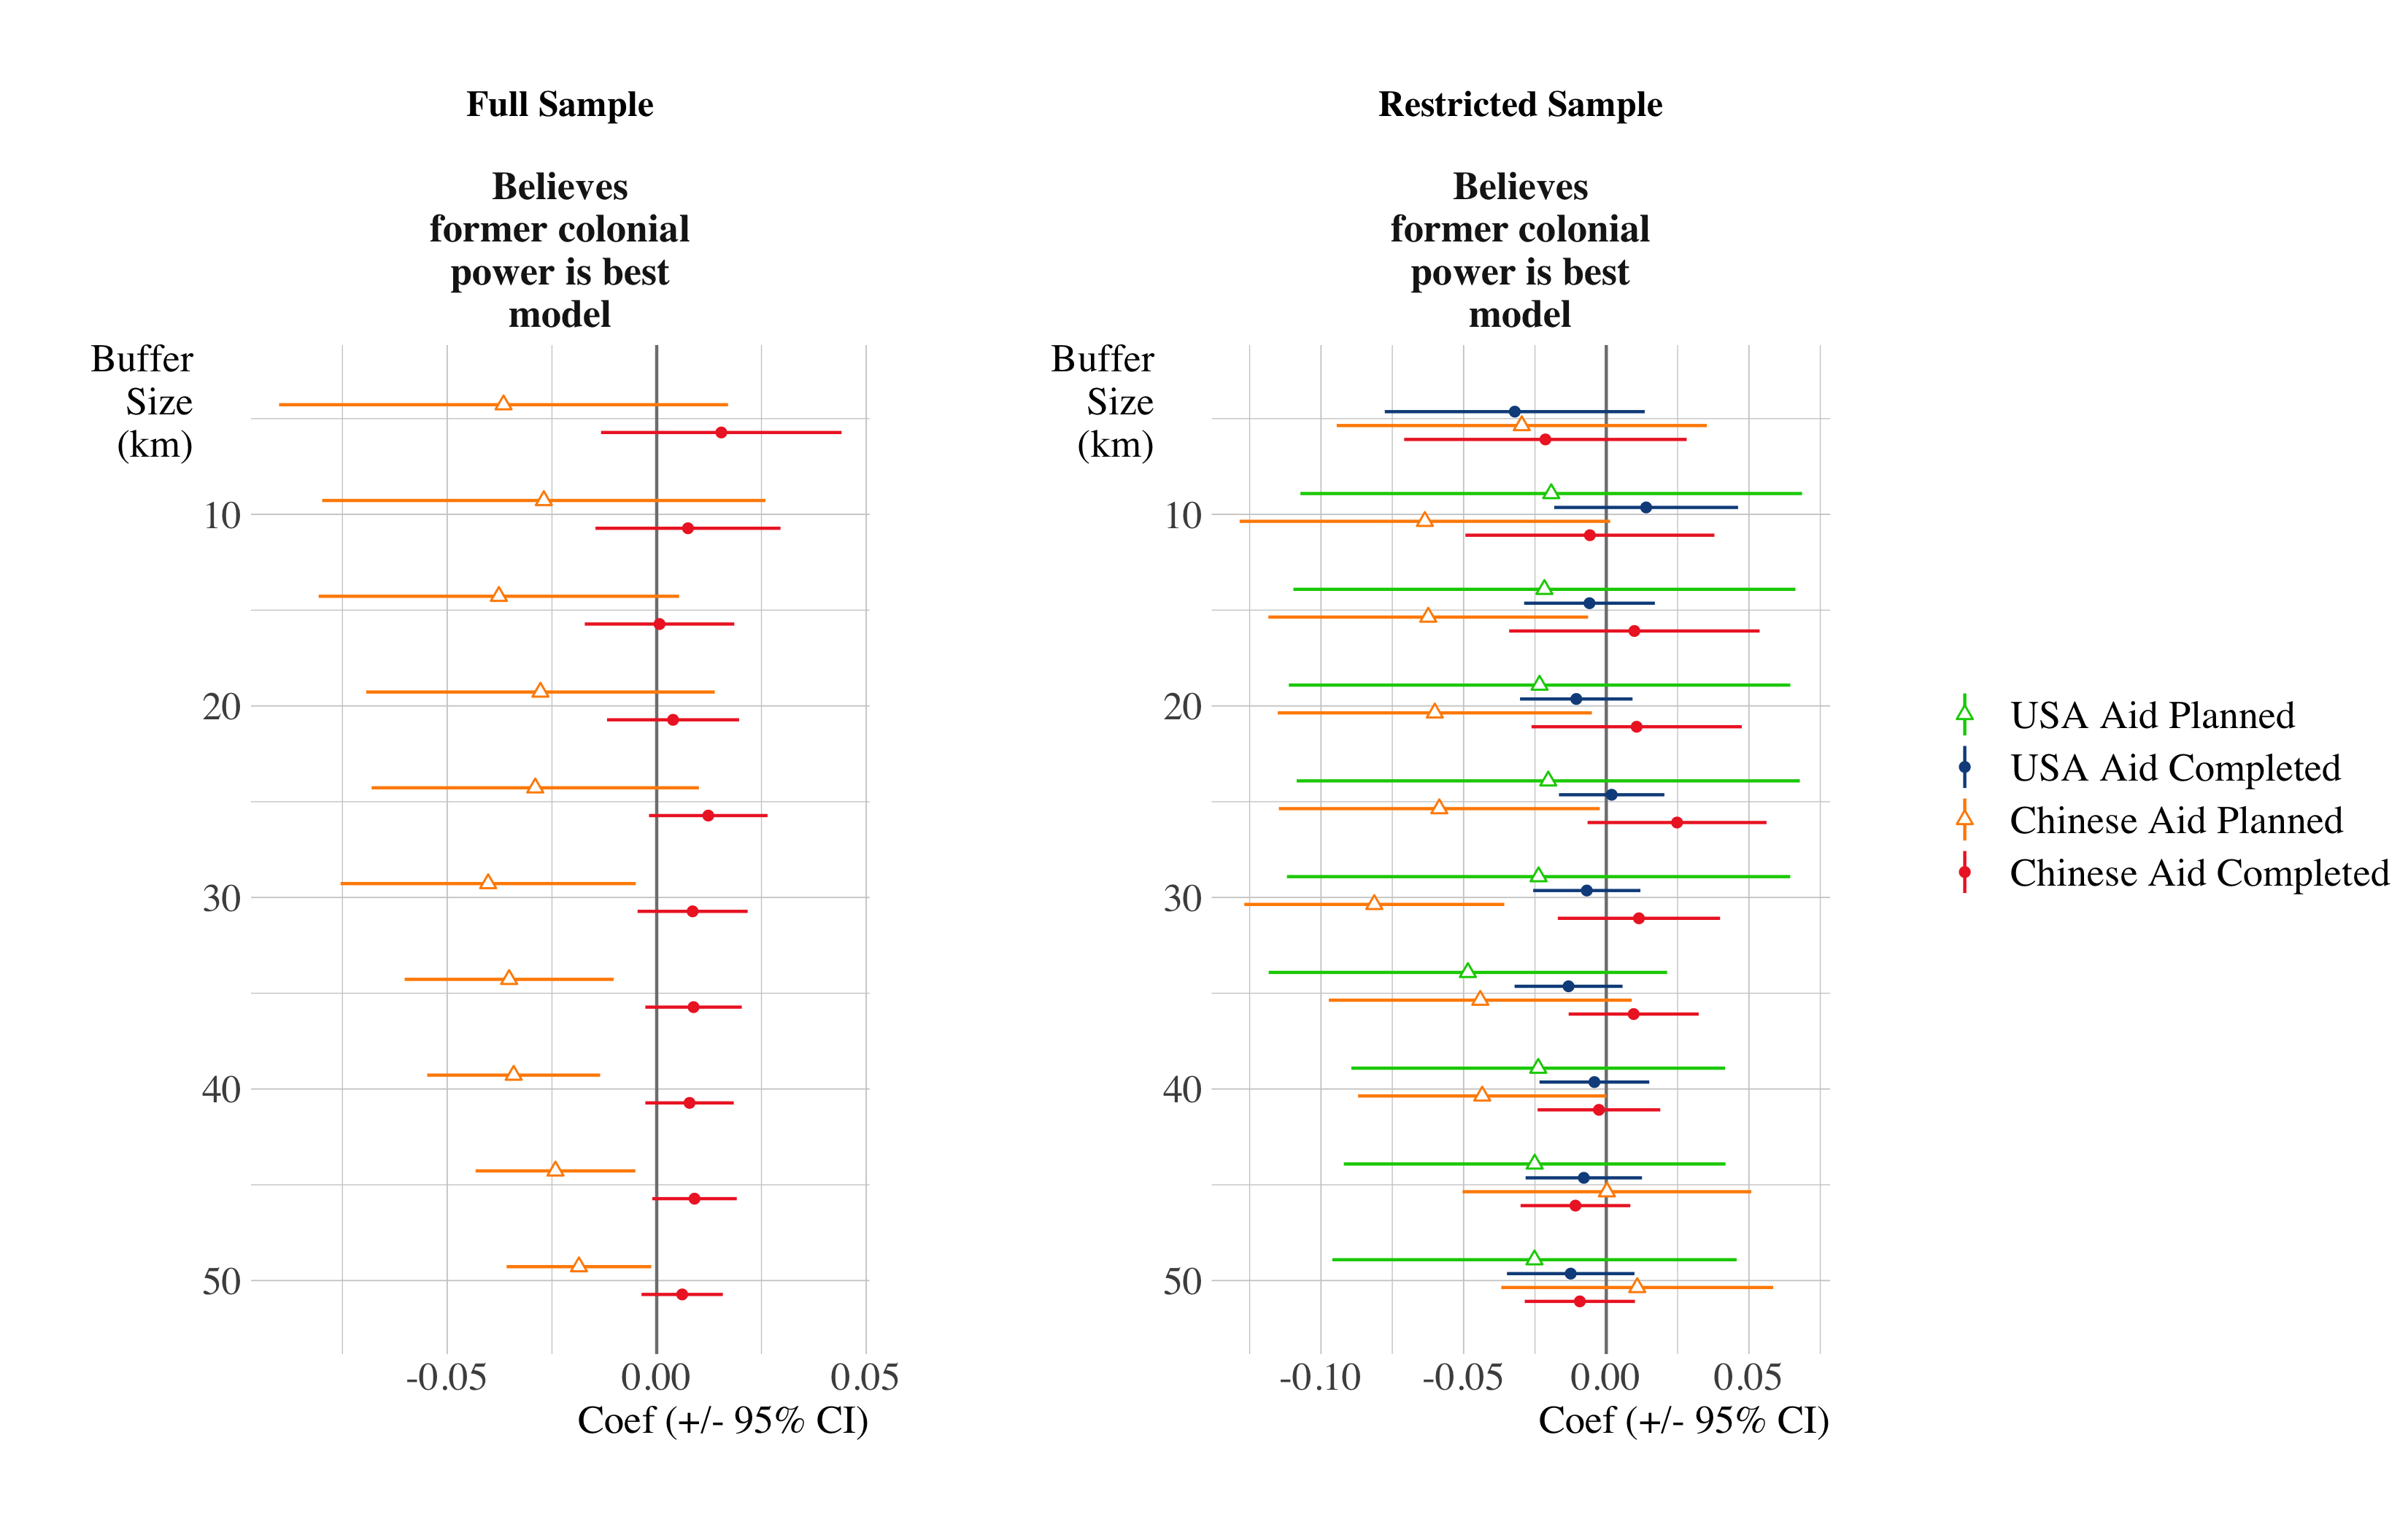 Full Sample
Believes
former colonial
power is best
model
Buffer
Size
(km)
10
20
30
40
50
-0.05
0.00
0.05
Coef (+/- 95% CI)
Restricted Sample
Believes
former colonial
power is best
model
Buffer
Size
(km)
10
20
30
40
50
-0.10
-0.05
0.00
0.05
Coef (+/- 95% CI)
USA Aid Planned
USA Aid Completed
Chinese Aid Planned
Chinese Aid Completed